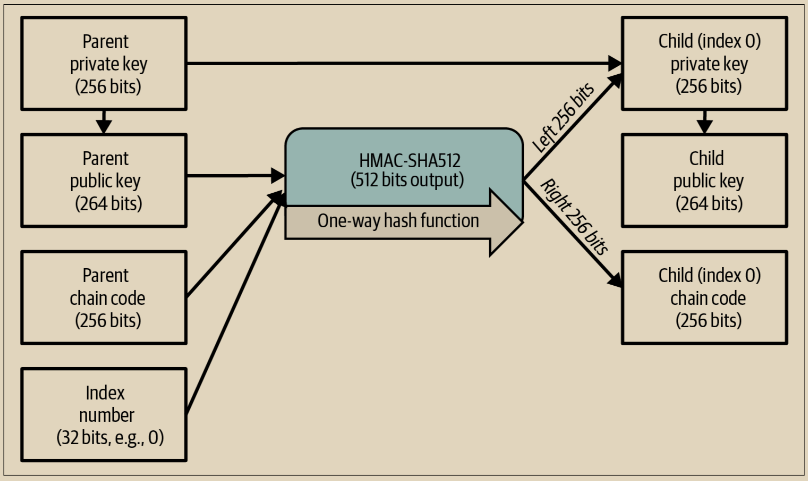 Parent
private key
(256 bits)
Parent
public key
(264 bits)
Parent
chain code
(256 bits)
Index
number
(32 bits, e.g., 0)
HMAC-SHA512
(512 bits output)
One-way hash function
Left 256 bits
Right 256 bits
Child (index 0)
private key
(256 bits)
Child
public key
(264 bits)
Child (index 0)
chain code
(256 bits)